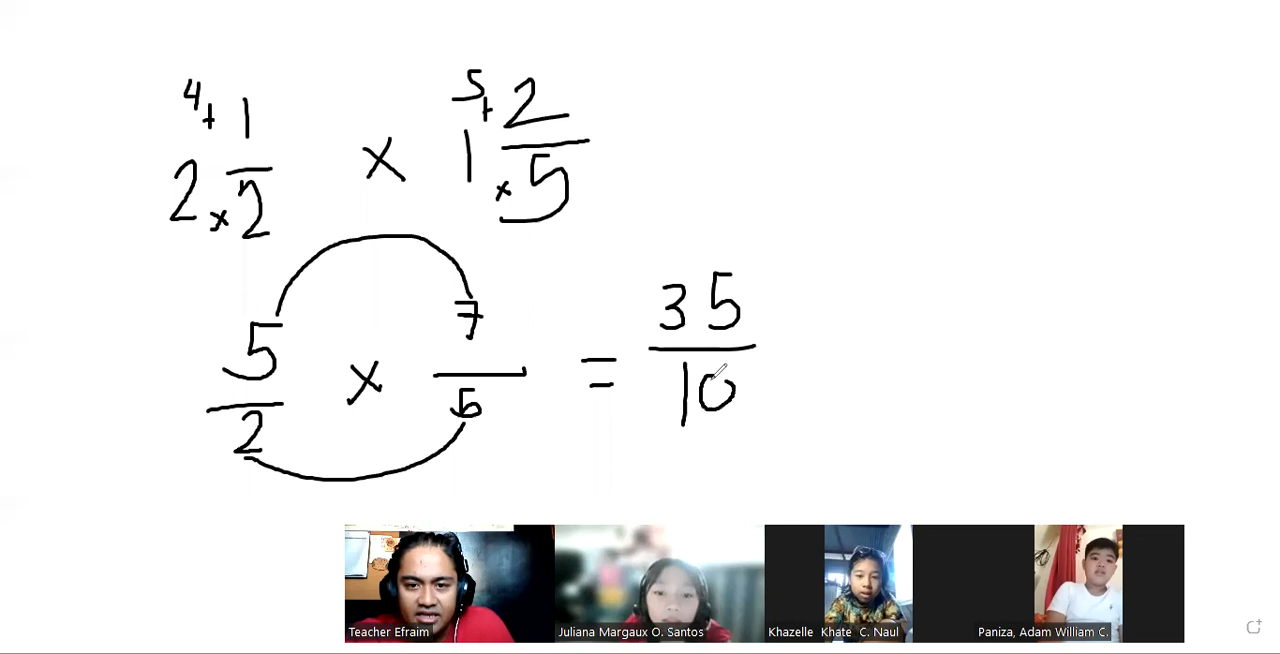 4+ 1 5+ 2
2 × 2 × 1 × 5
5 7
× = 35
2 5 10
Teacher Efraim Juliana Margaux O. Santos Khazelle Khate C. Naul Paniza, Adam William C.